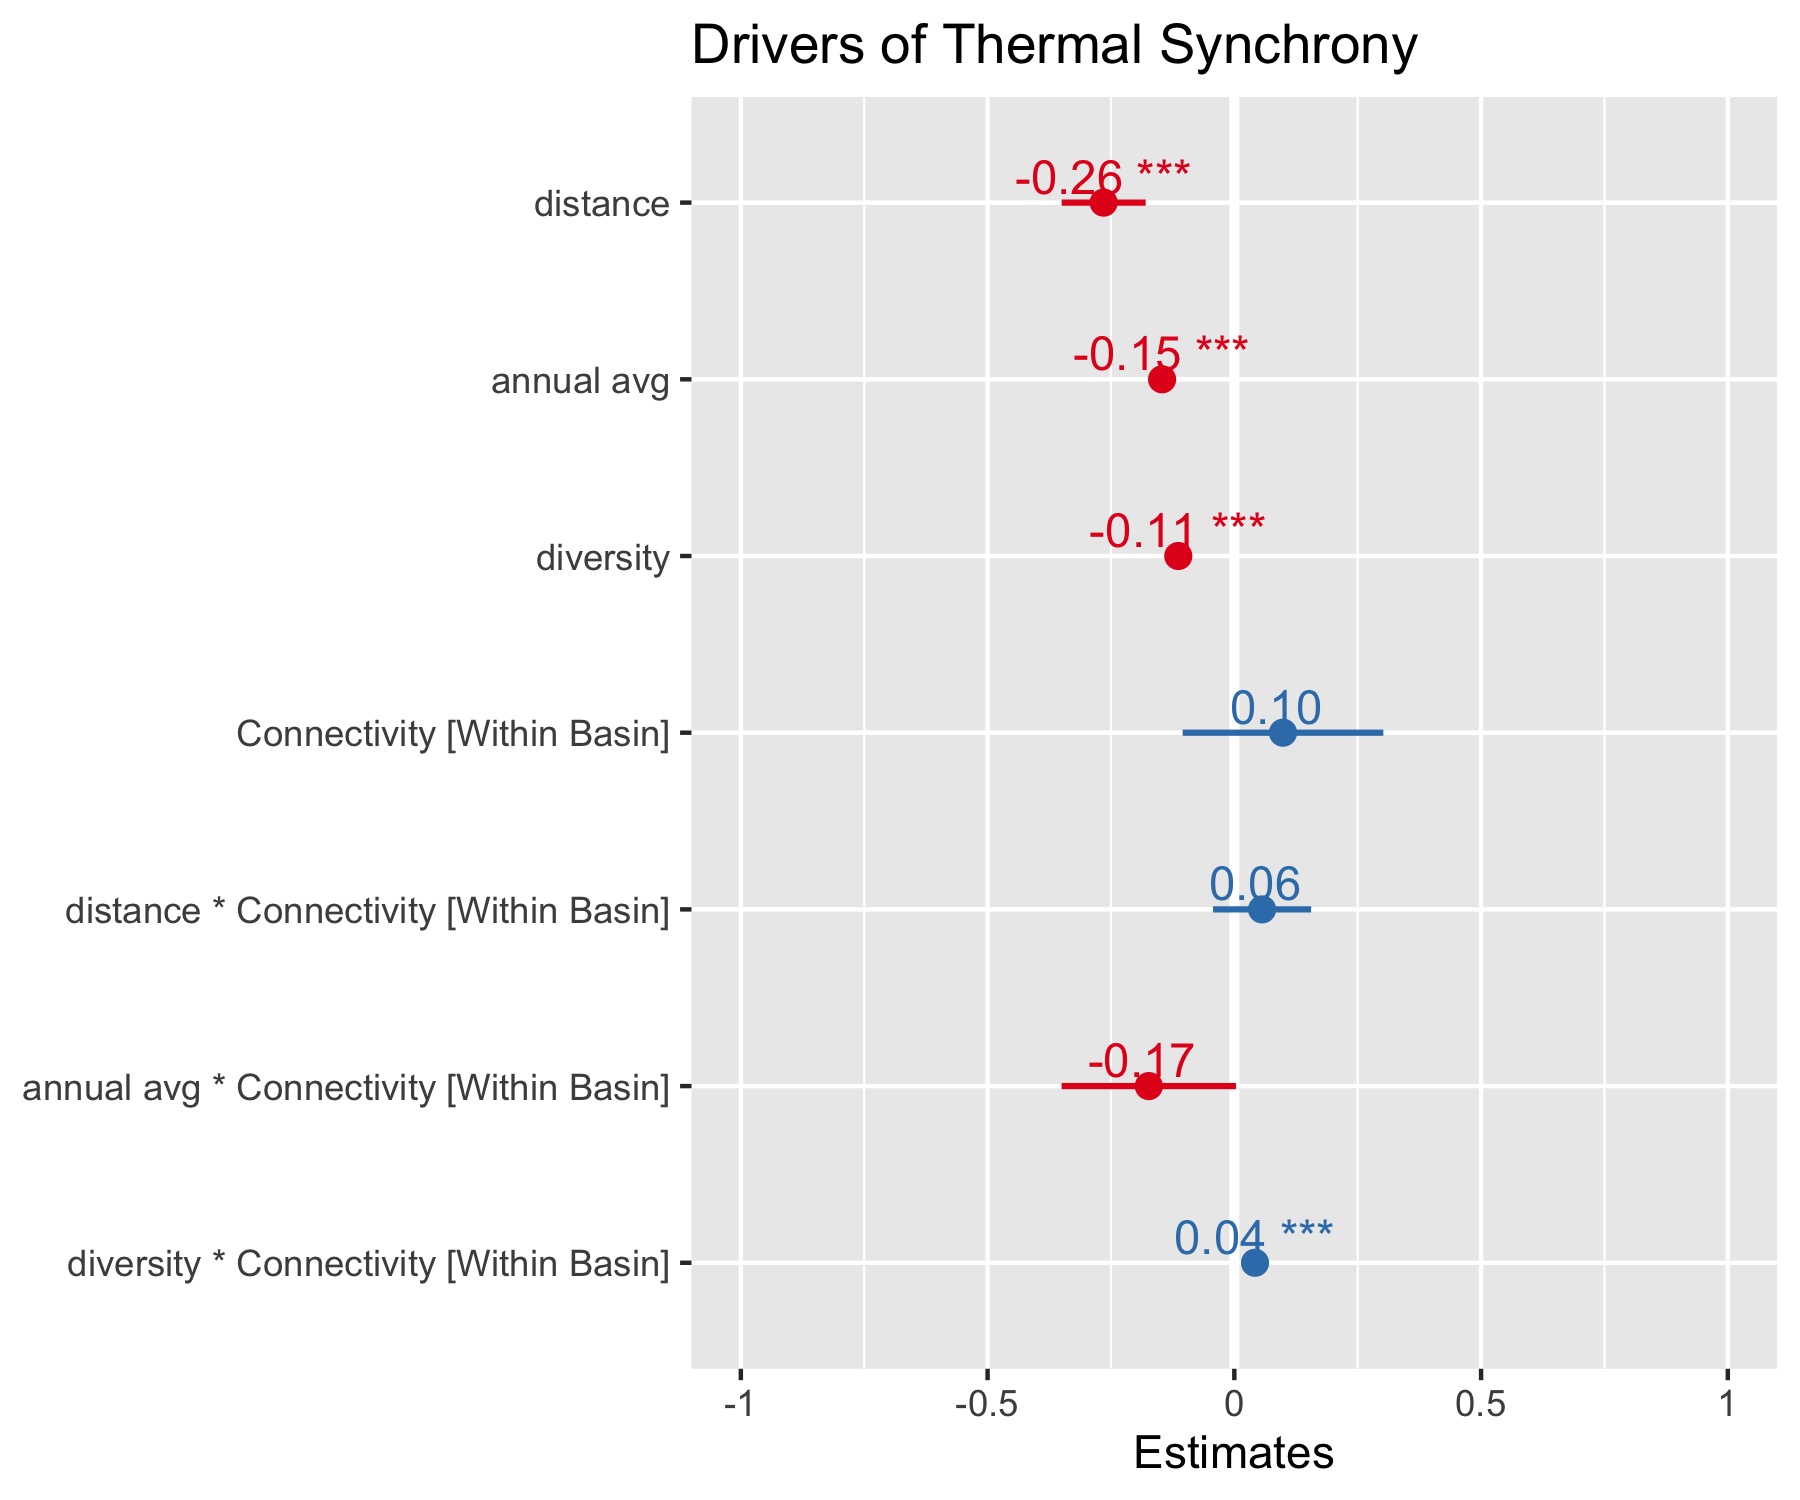 Drivers of Thermal Synchrony
distance
-0.26 ***
annual avg
-0.15 ***
diversity
-0.11 ***
Connectivity [Within Basin]
0.10
distance * Connectivity [Within Basin]
0.06
annual avg * Connectivity [Within Basin]
-0.17
diversity * Connectivity [Within Basin]
0.04 ***
-1 -0.5 0 0.5 1
Estimates